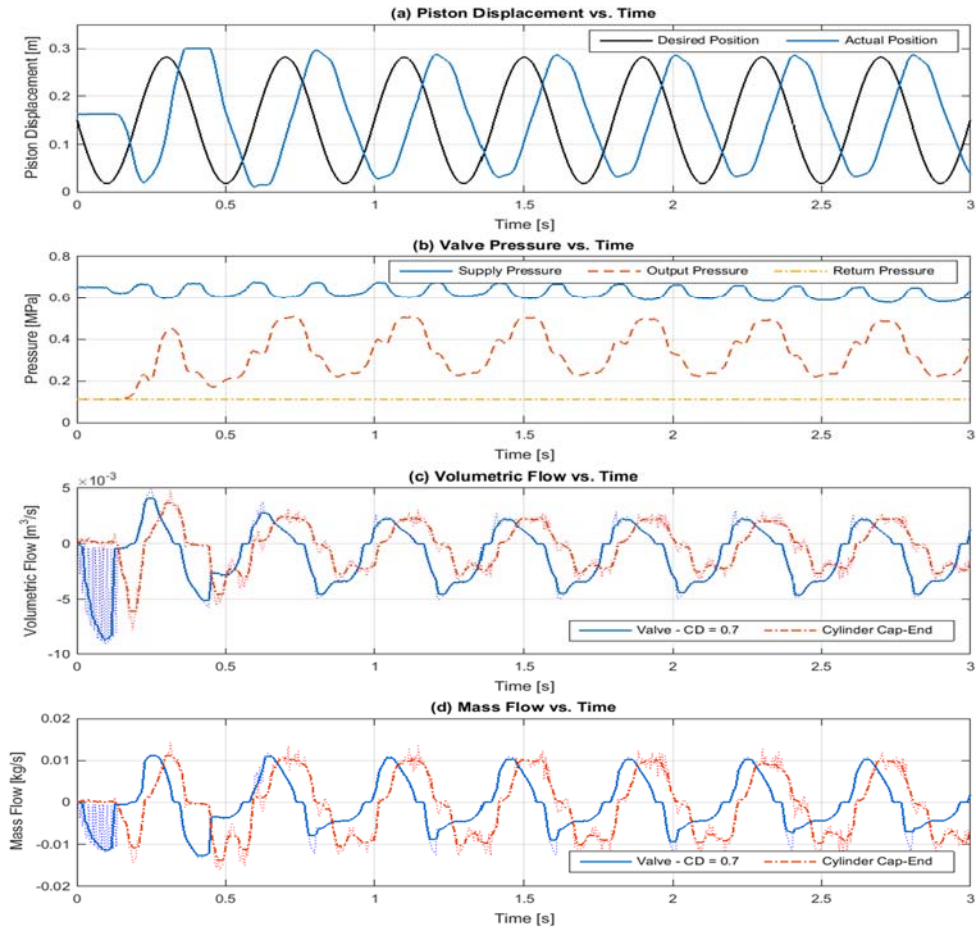 (a) Piston Displacement vs. Time
Piston Displacement [m]
0.3
0.2
0.1
0
Desired Position
Actual Position
0 0.5 1 1.5 2 2.5 3
Time [s]
(b) Valve Pressure vs. Time
Pressure [MPa]
0.8
0.6
0.4
0.2
0
Supply Pressure
Output Pressure
Return Pressure
0 0.5 1 1.5 2 2.5 3
Time [s]
(c) Volumetric Flow vs. Time
×10⁻³
Volumetric Flow [m³/s]
5
0
-5
-10
Valve - CD = 0.7
Cylinder Cap-End
0 0.5 1 1.5 2 2.5 3
Time [s]
(d) Mass Flow vs. Time
Mass Flow [kg/s]
0.02
0.01
0
-0.01
-0.02
Valve - CD = 0.7
Cylinder Cap-End
0 0.5 1 1.5 2 2.5 3
Time [s]